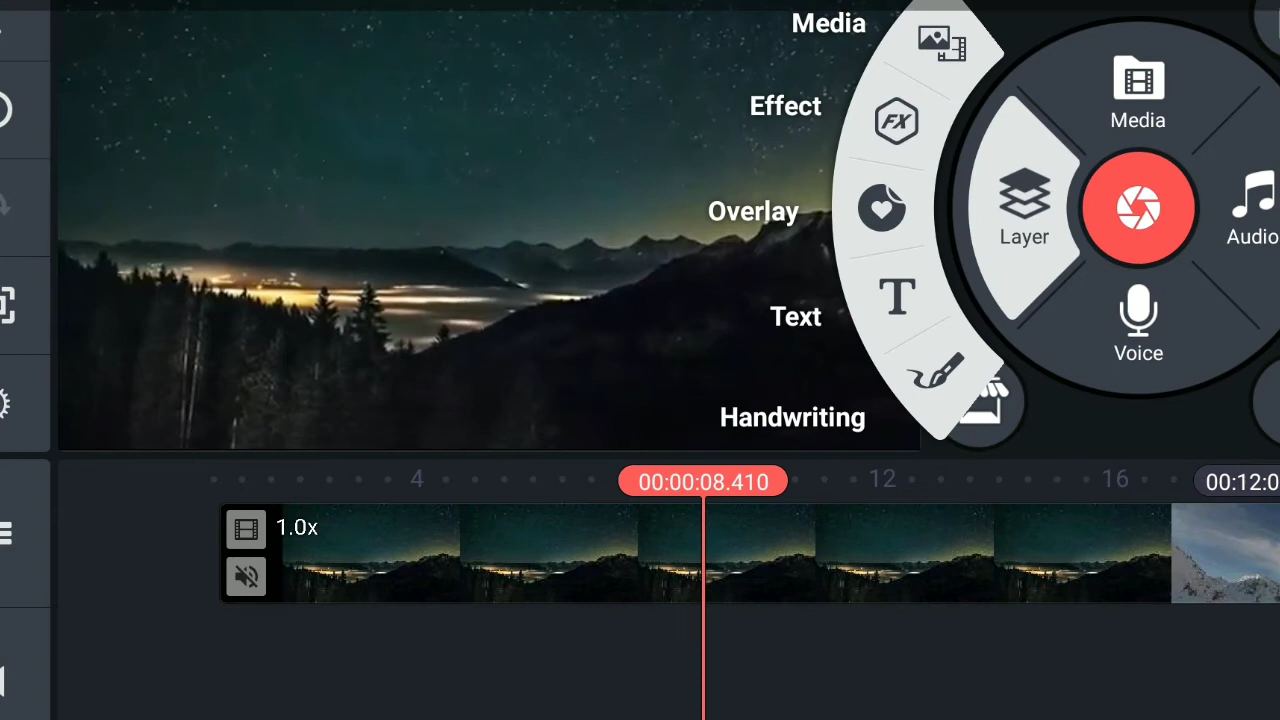 Media
Effect
Overlay
Text
Handwriting
FX
T
Media
Layer
Audio
Voice
4
00:00:08.410
12
16
00:12:0
1.0x